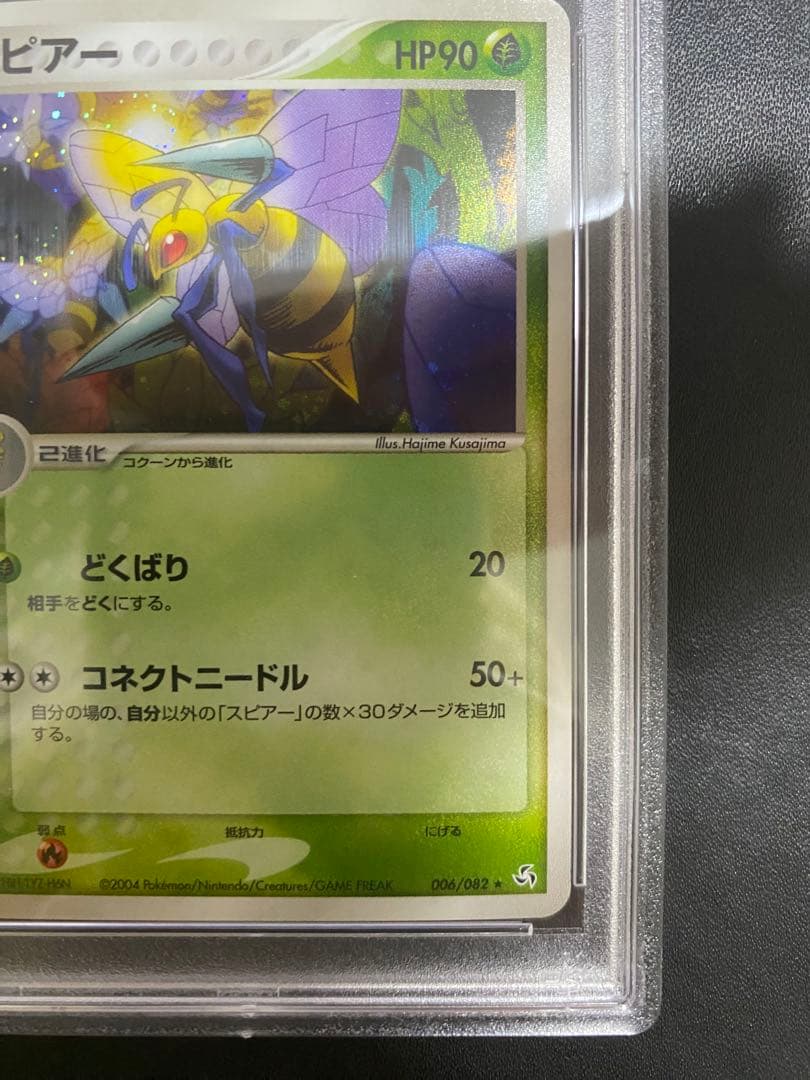 ピアー HP90
Illus.Hajime Kusajima
2進化 コクーンから進化
どくばり 20
相手をどくにする。
コネクトニードル 50+
自分の場の、自分以外の「スピアー」の数×30ダメージを追加
する。
弱点 抵抗力 にげる
©2004 Pokémon/Nintendo/Creatures/GAME FREAK. 006/082 ★